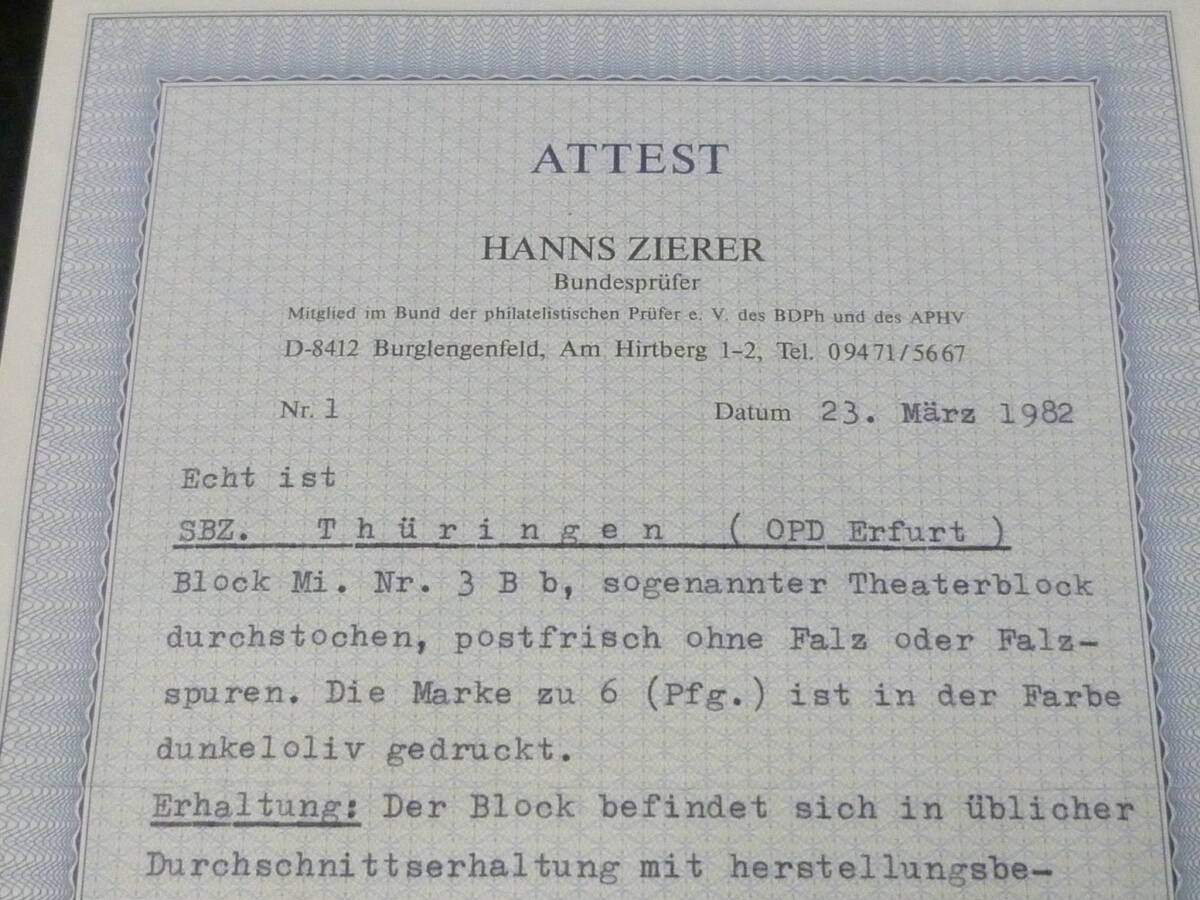 ATTEST
HANNS ZIERER
Bundesprüfer
Mitglied im Bund der philatelistischen Prüfer e. V. des BDPh und des APHV
D-8412 Burglengenfeld, Am Hirtberg 1-2, Tel. 09471/5667
Nr. 1 Datum 23. März 1982
Echt ist
SBZ. T h ü r i n g e n ( OPD Erfurt )
Block Mi. Nr. 3 B b, sogenannter Theaterblock
durchstochen, postfrisch ohne Falz oder Falz-
spuren. Die Marke zu 6 (Pfg.) ist in der Farbe
dunkeloliv gedruckt.
Erhaltung: Der Block befindet sich in üblicher
Durchschnittserhaltung mit herstellungsbe-